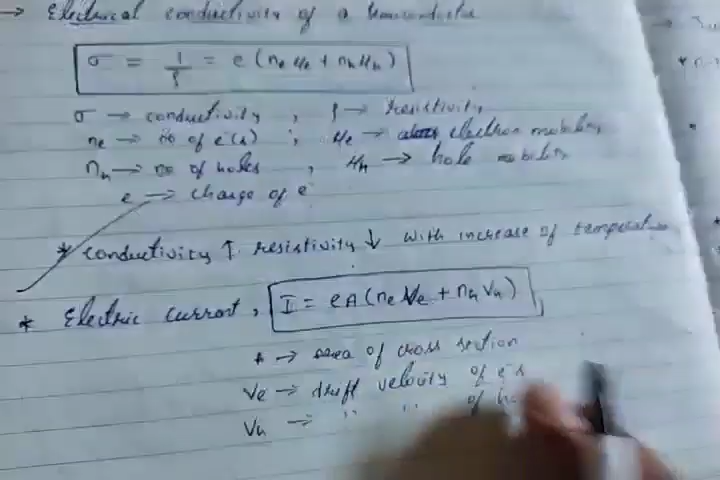 → Electrical conductivity of a semiconductor
σ = 1/ρ = e (ne μe + nh μh)
σ → conductivity , ρ → resistivity
ne → no of e⁻(s) ; μe → electron mobility
nh → no of holes , μh → hole mobility
e → charge of e⁻
* conductivity ↑ resistivity ↓ with increase of temperature
* Electric current , I = eA(ne Ve + nh Vh) ,
A → area of cross section
Ve → drift velocity of e⁻s
Vh → " " of ho